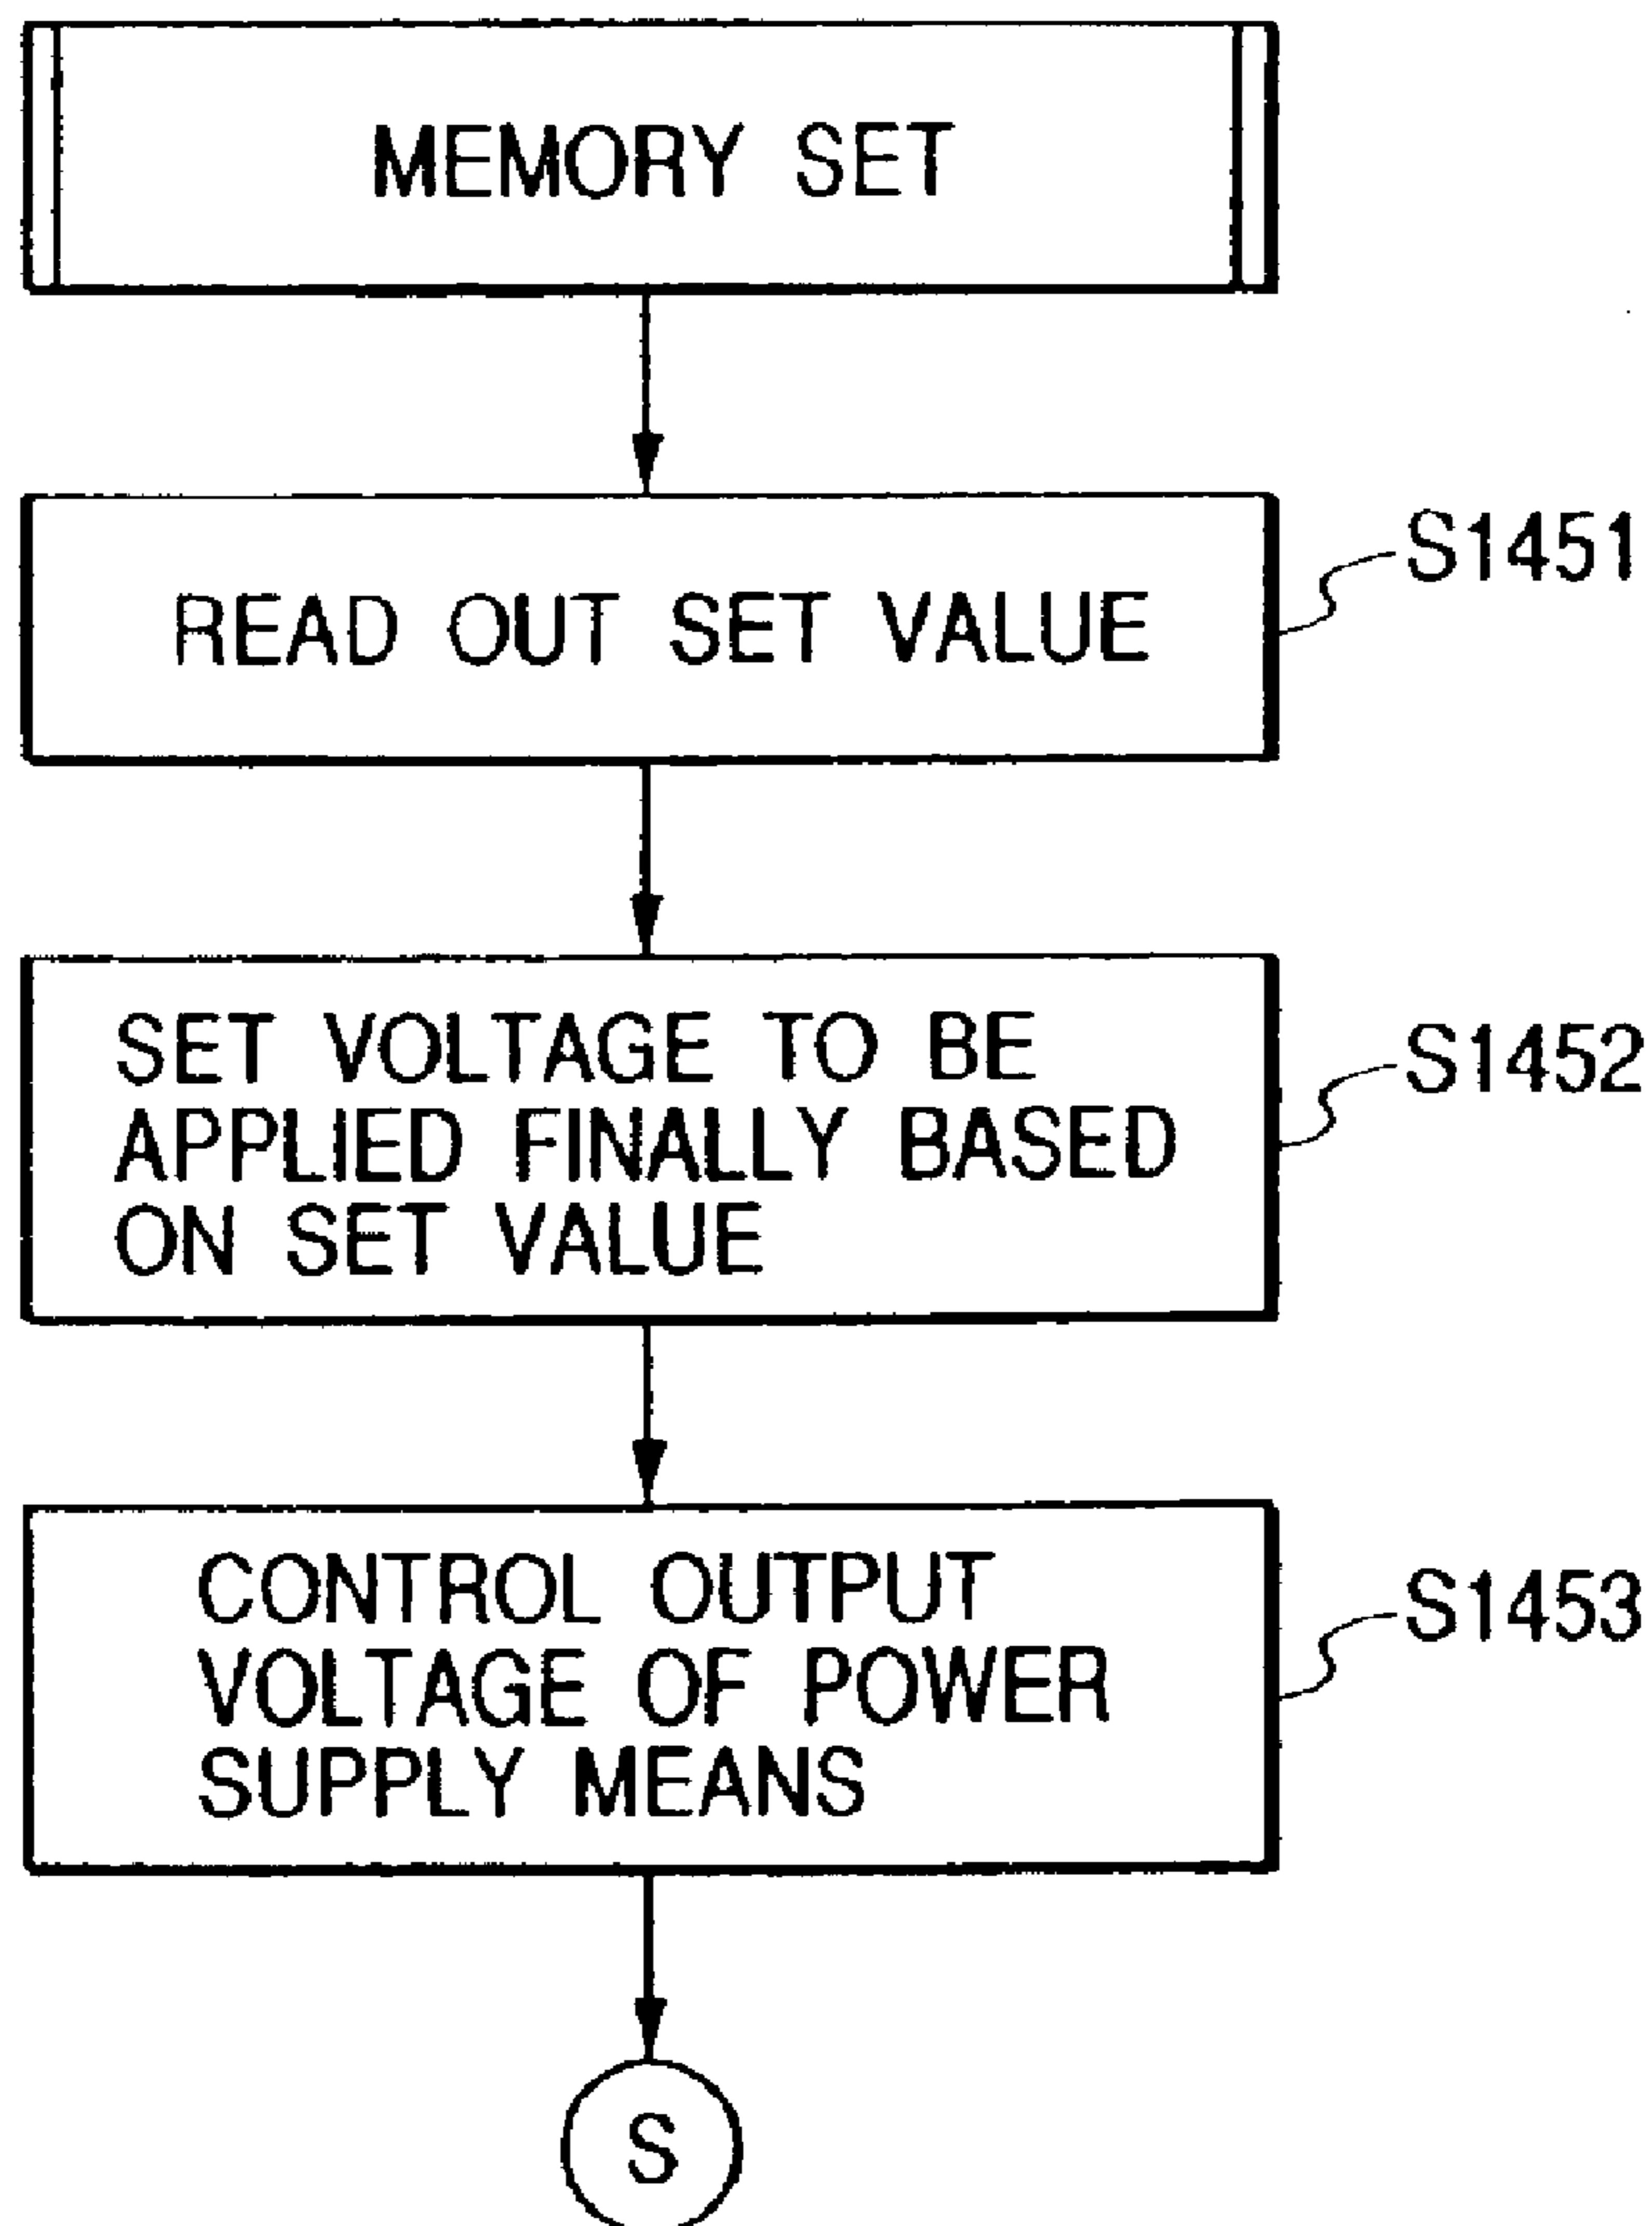 MEMORY SET
READ OUT SET VALUE
S1451
SET VOLTAGE TO BE
APPLIED FINALLY BASED
ON SET VALUE
S1452
CONTROL OUTPUT
VOLTAGE OF POWER
SUPPLY MEANS
S1453
S